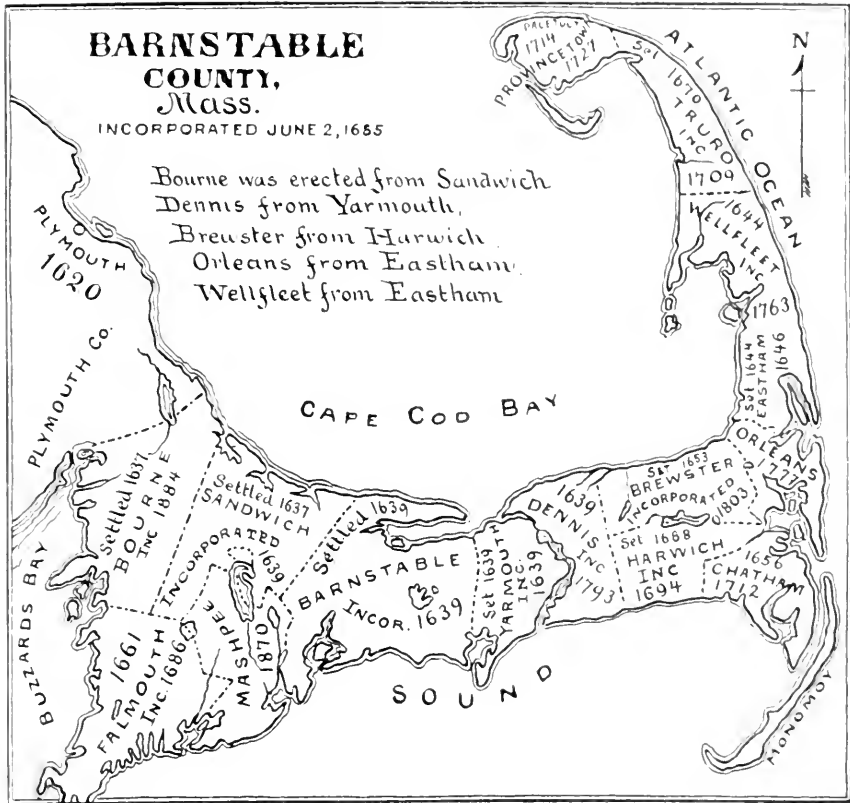 BARNSTABLE
COUNTY,
Mass.
INCORPORATED JUNE 2, 1685
Bourne was erected from Sandwich
Dennis from Yarmouth,
Brewster from Harwich
Orleans from Eastham.
Wellfleet from Eastham
N
ATLANTIC OCEAN
1714
PROVINCETOWN
1727
Set 1670
TRURO
INC
1709
1644
WELLFLEET
INC
1763
Set 1644
EASTHAM
1646
ORLEANS
1797
PLYMOUTH
1620
PLYMOUTH Co.
CAPE COD BAY
BUZZARDS BAY
Settled 1637
BOURNE
Inc 1884
Settled 1637
SANDWICH
INCORPORATED
1639
Settled 1639
BARNSTABLE
INCOR. 1639
Set 1639
YARMOUTH
INC.
1639
1639
DENNIS
INC
1793
Set 1653
BREWSTER
INCORPORATED
1803
Set 1668
HARWICH
INC
1694
1656
CHATHAM
1712
1661
FALMOUTH
Inc. 1686
MASHPEE
1870
SOUND
MONOMOY